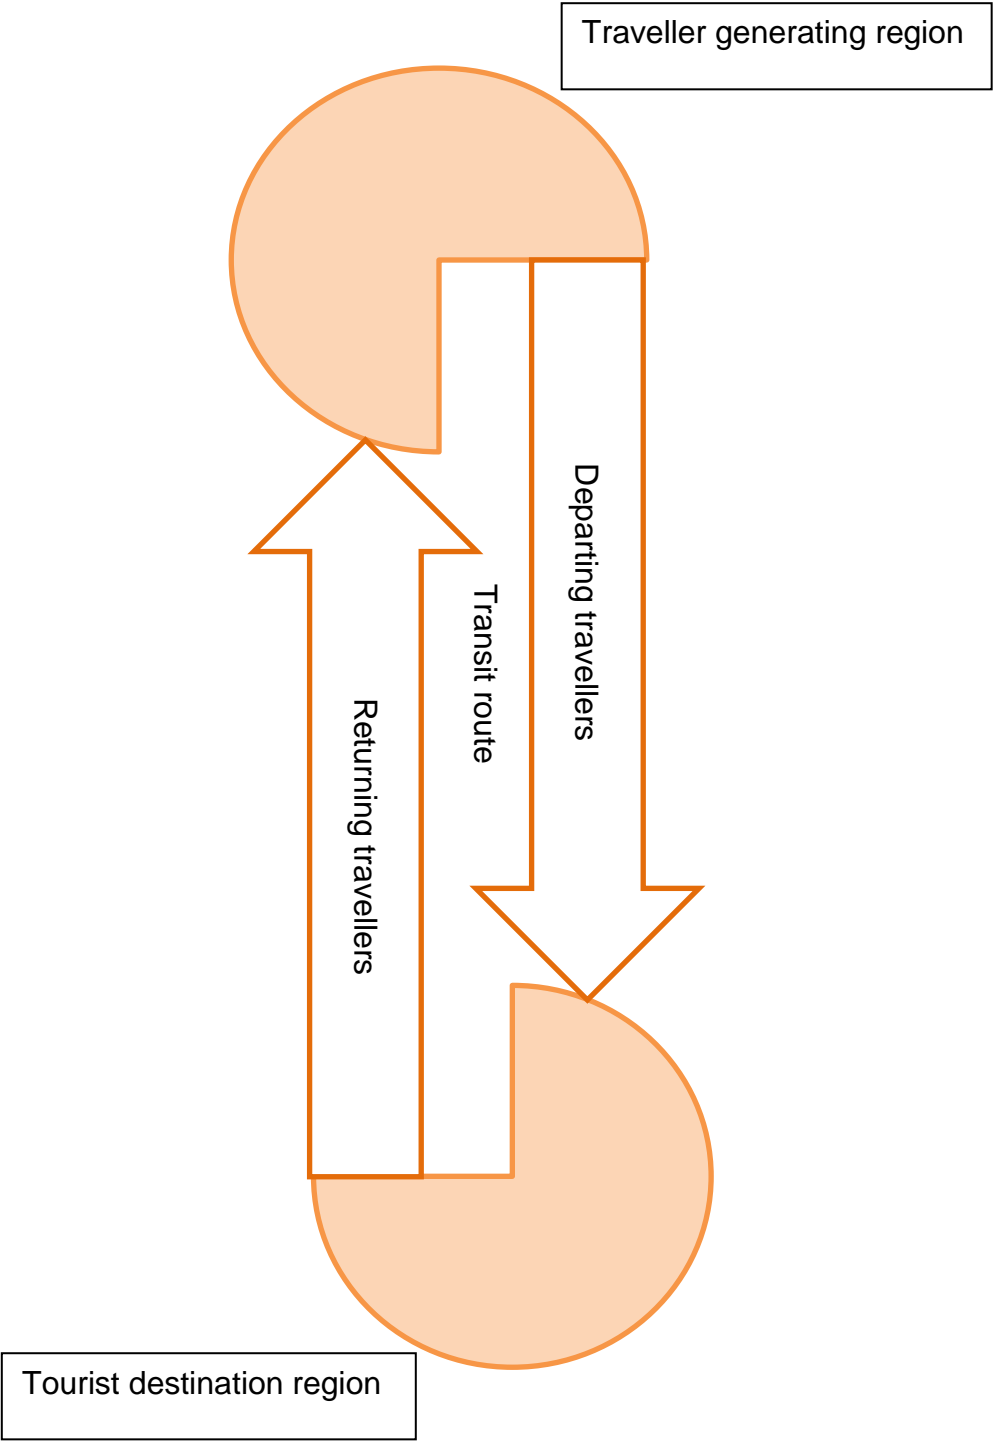 Traveller generating region
Departing travellers
Transit route
Returning travellers
Tourist destination region